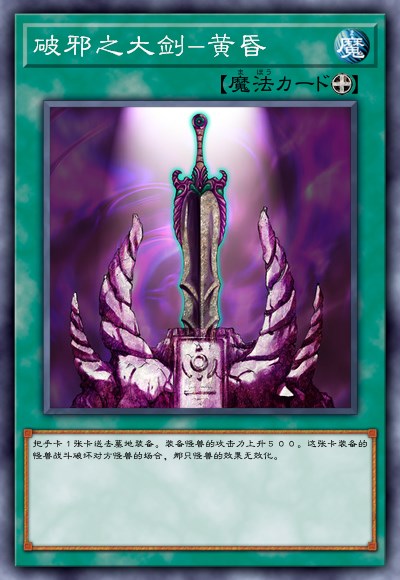 破邪之大剑-黄昏
魔
【魔法カード】
ま ほう
把手卡1张卡送去墓地装备。装备怪兽的攻击力上升500。这张卡装备的
怪兽战斗破坏对方怪兽的场合，那只怪兽的效果无效化。